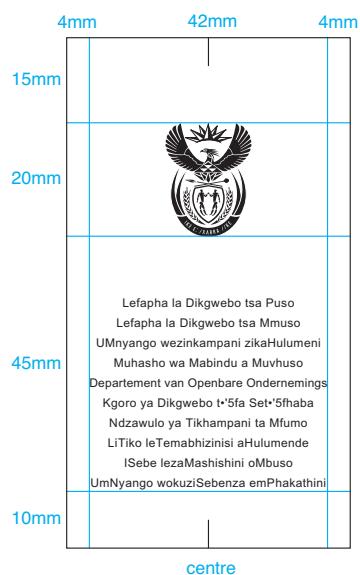 4mm 42mm 4mm
15mm
20mm
Lefapha la Dikgwebo tsa Puso
Lefapha la Dikgwebo tsa Mmuso
UMnyango wezinkampani zikaHulumeni
Muhasho wa Mabindu a Muvhuso
Departement van Openbare Ondernemings
Kgoro ya Dikgwebo t•'5fa Set•'5fhaba
Ndzawulo ya Tikhampani ta Mfumo
LiTiko leTemabhizinisi aHulumende
ISebe lezaMashishini oMbuso
UmNyango wokuziSebenza emPhakathini
45mm
10mm
centre